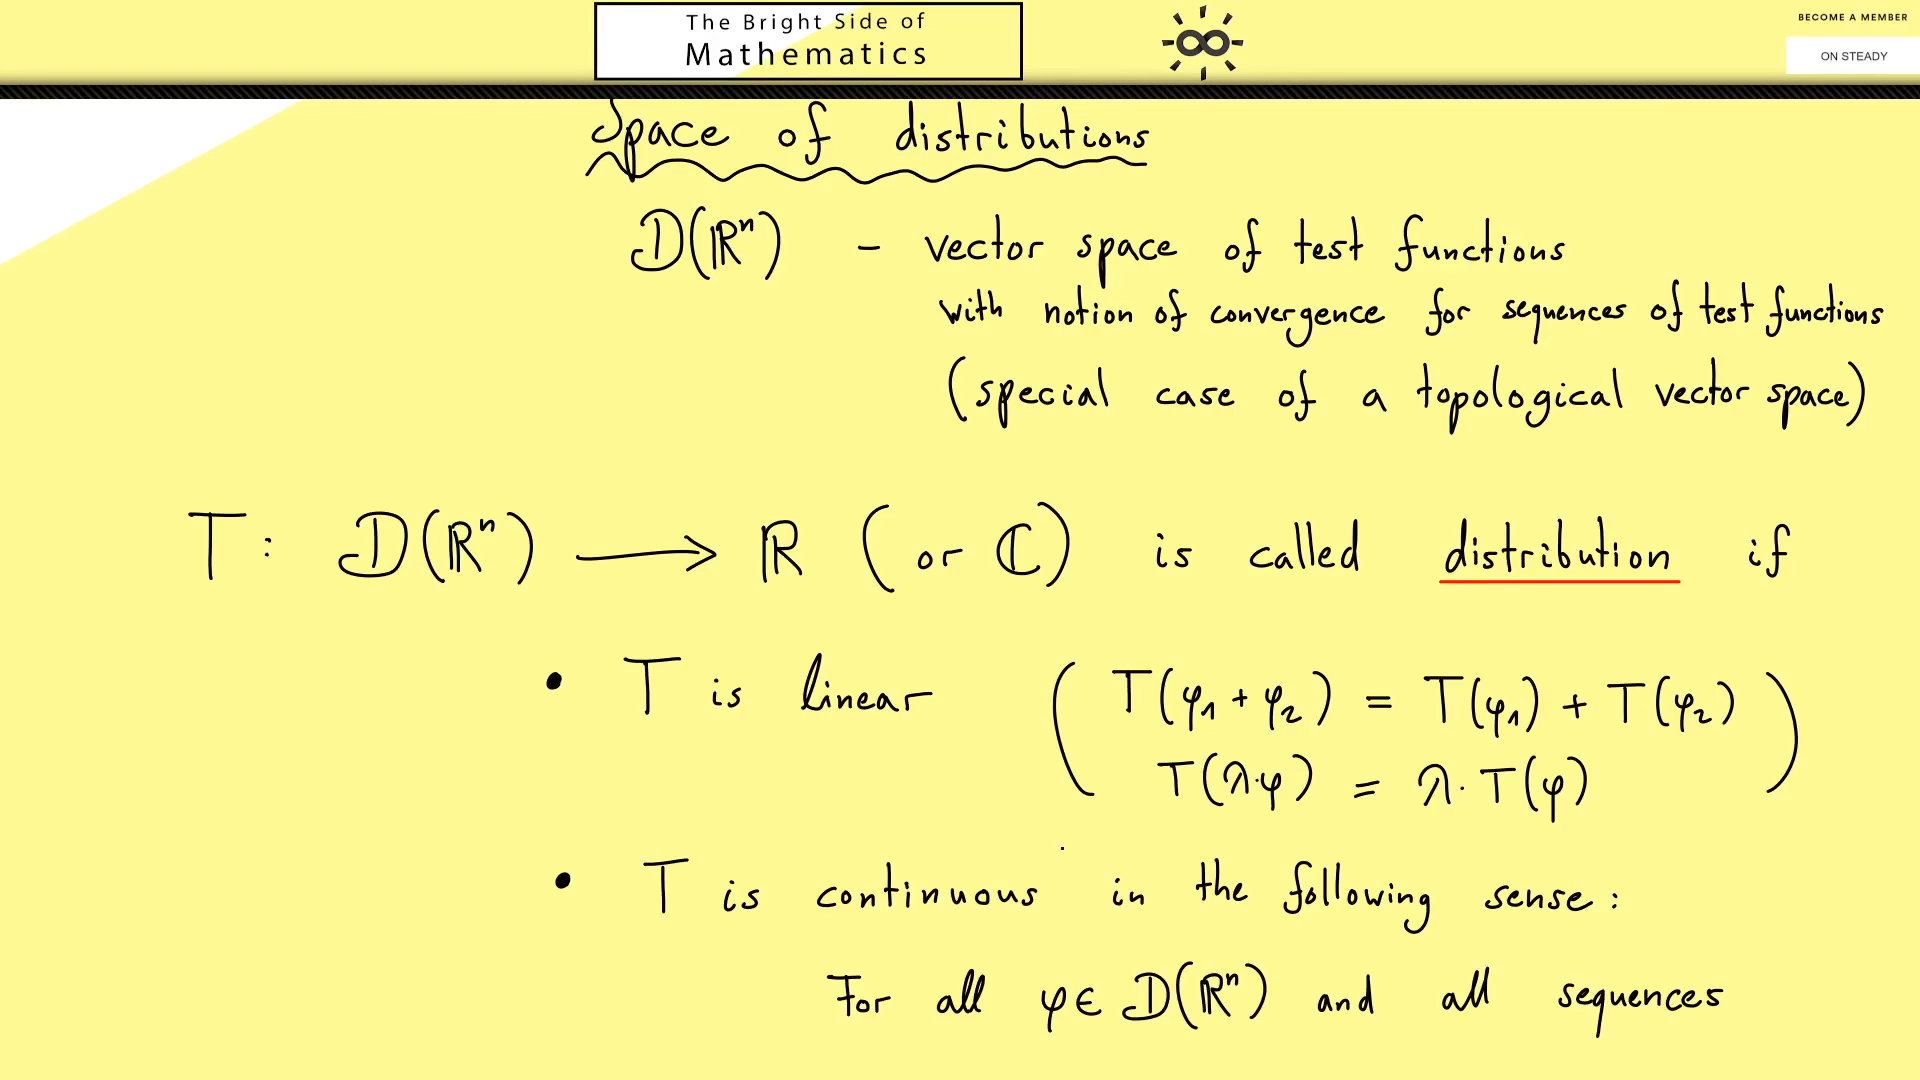 The Bright Side of
Mathematics
BECOME A MEMBER
ON STEADY
Space of distributions
𝒟(ℝⁿ) – vector space of test functions
with notion of convergence for sequences of test functions
(special case of a topological vector space)
T: 𝒟(ℝⁿ) ⟶ ℝ (or ℂ) is called distribution if
• T is linear ( T(φ₁ + φ₂) = T(φ₁) + T(φ₂)
T(λ·φ) = λ·T(φ) )
• T is continuous in the following sense:
For all φ ∈ 𝒟(ℝⁿ) and all sequences